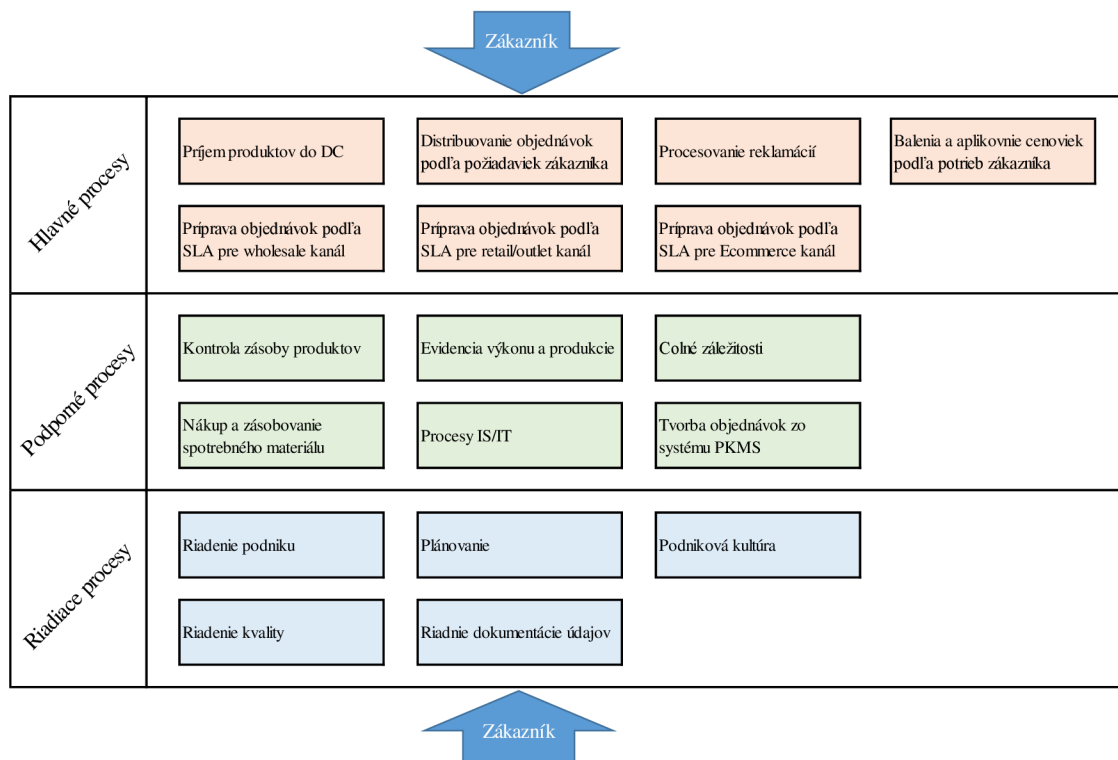 Zákazník
Hlavné procesy
Príjem produktov do DC
Distribuovanie objednávok
podľa požiadaviek zákazníka
Procesovanie reklamácií
Balenia a aplikovnie cenoviek
podľa potrieb zákazníka
Príprava objednávok podľa
SLA pre wholesale kanál
Príprava objednávok podľa
SLA pre retail/outlet kanál
Príprava objednávok podľa
SLA pre Ecommerce kanál
Podporné procesy
Kontrola zásoby produktov
Evidencia výkonu a produkcie
Colné záležitosti
Nákup a zásobovanie
spotrebného materiálu
Procesy IS/IT
Tvorba objednávok zo
systému PKMS
Riadiace procesy
Riadenie podniku
Plánovanie
Podniková kultúra
Riadenie kvality
Riadnie dokumentácie údajov
Zákazník